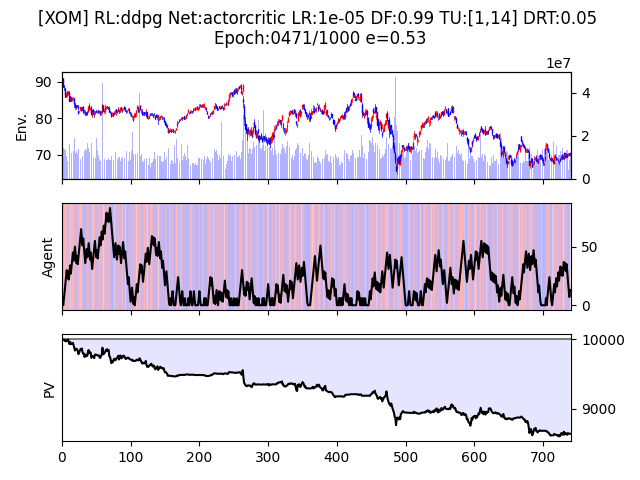 [XOM] RL:ddpg Net:actorcritic LR:1e-05 DF:0.99 TU:[1,14] DRT:0.05
Epoch:0471/1000 e=0.53
1e7
Env.
90
80
70
4
2
0
Agent
50
0
PV
10000
9000
0 100 200 300 400 500 600 700